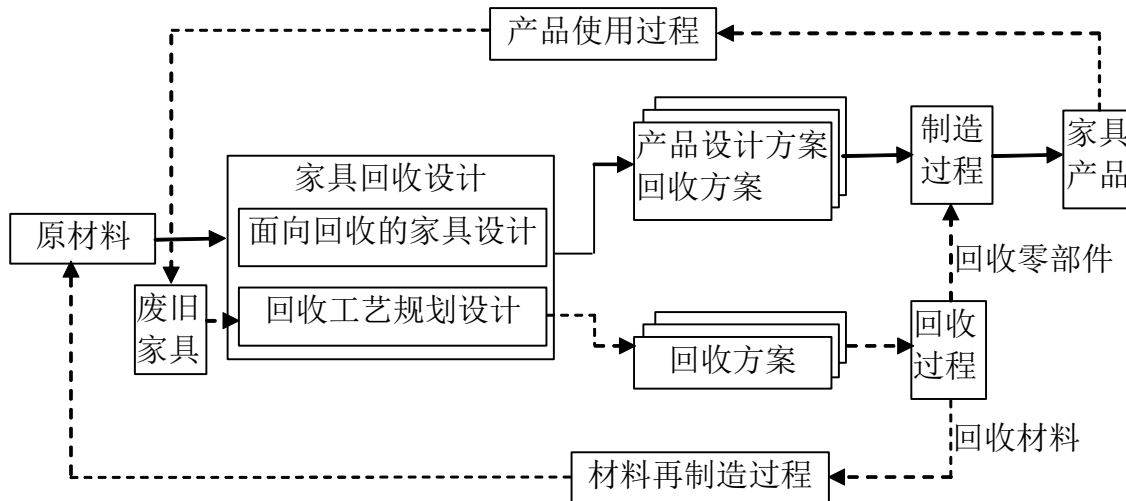 产品使用过程
产品设计方案
回收方案
制造
过程
家具
产品
家具回收设计
面向回收的家具设计
原材料
回收零部件
废旧
家具
回收工艺规划设计
回收方案
回收
过程
回收材料
材料再制造过程